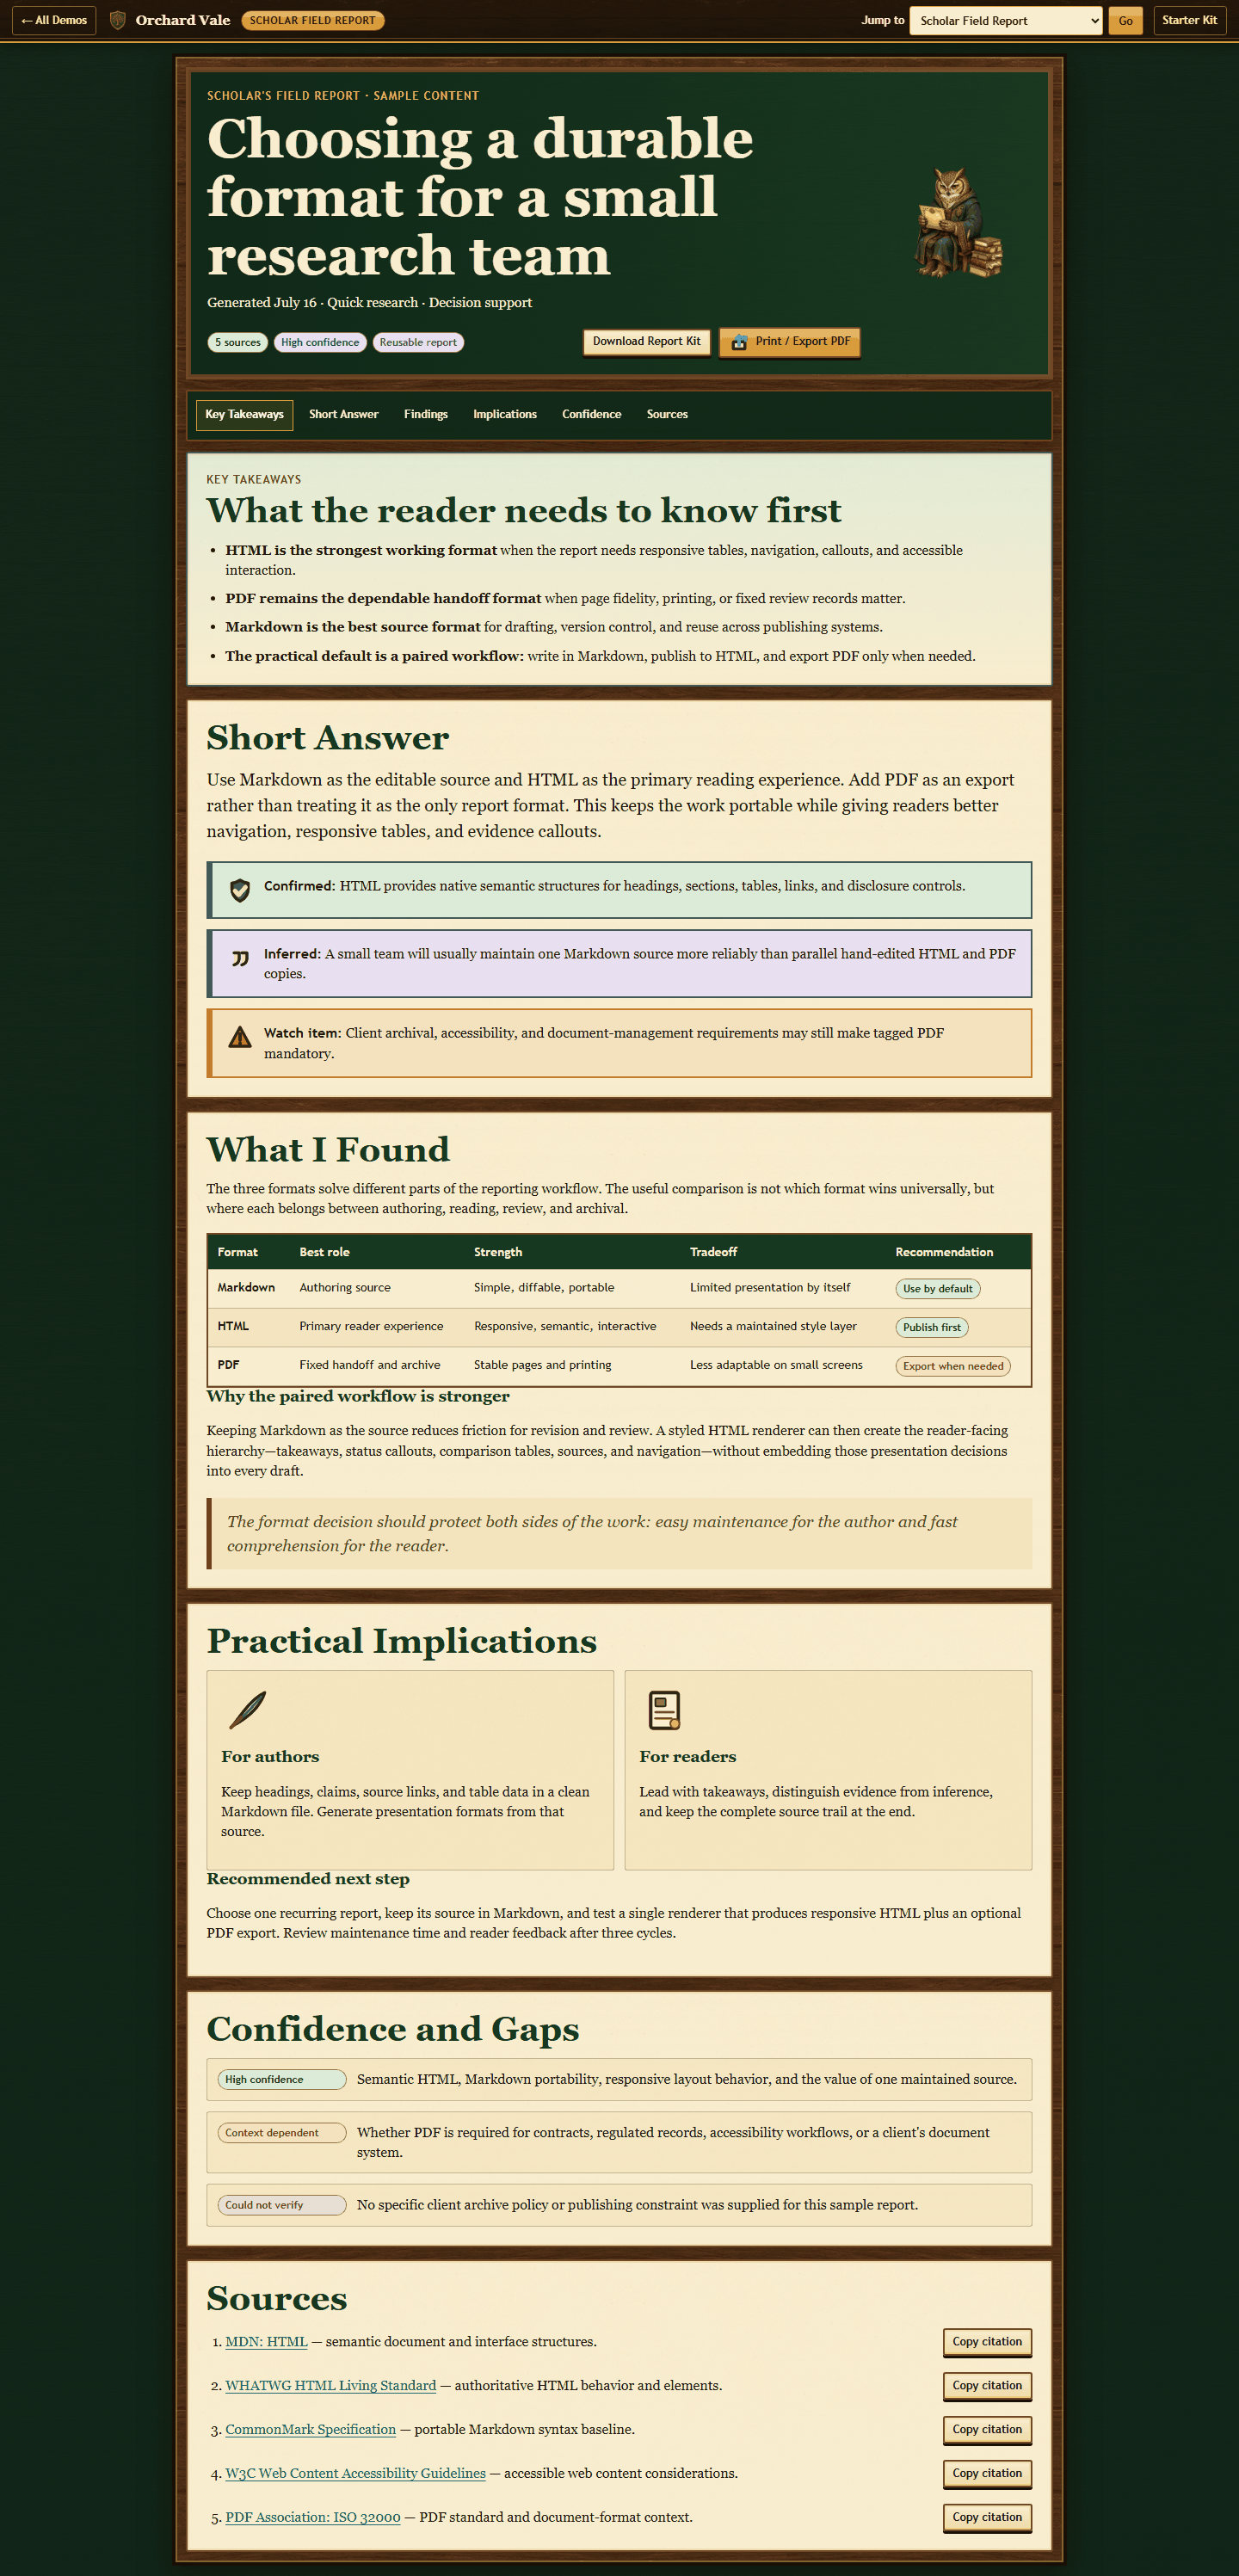 ← All Demos
Orchard Vale
SCHOLAR FIELD REPORT
Jump to
Scholar Field Report
Go
Starter Kit
SCHOLAR'S FIELD REPORT · SAMPLE CONTENT
Choosing a durable
format for a small
research team
Generated July 16 · Quick research · Decision support
5 sources
High confidence
Reusable report
Download Report Kit
Print / Export PDF
Key Takeaways
Short Answer
Findings
Implications
Confidence
Sources
KEY TAKEAWAYS
What the reader needs to know first
• HTML is the strongest working format when the report needs responsive tables, navigation, callouts, and accessible
interaction.
• PDF remains the dependable handoff format when page fidelity, printing, or fixed review records matter.
• Markdown is the best source format for drafting, version control, and reuse across publishing systems.
• The practical default is a paired workflow: write in Markdown, publish to HTML, and export PDF only when needed.
Short Answer
Use Markdown as the editable source and HTML as the primary reading experience. Add PDF as an export
rather than treating it as the only report format. This keeps the work portable while giving readers better
navigation, responsive tables, and evidence callouts.
Confirmed: HTML provides native semantic structures for headings, sections, tables, links, and disclosure controls.
Inferred: A small team will usually maintain one Markdown source more reliably than parallel hand-edited HTML and PDF
copies.
Watch item: Client archival, accessibility, and document-management requirements may still make tagged PDF
mandatory.
What I Found
The three formats solve different parts of the reporting workflow. The useful comparison is not which format wins universally, but
where each belongs between authoring, reading, review, and archival.
Format Best role Strength Tradeoff Recommendation
Markdown Authoring source Simple, diffable, portable Limited presentation by itself Use by default
HTML Primary reader experience Responsive, semantic, interactive Needs a maintained style layer Publish first
PDF Fixed handoff and archive Stable pages and printing Less adaptable on small screens Export when needed
Why the paired workflow is stronger
Keeping Markdown as the source reduces friction for revision and review. A styled HTML renderer can then create the reader-facing
hierarchy—takeaways, status callouts, comparison tables, sources, and navigation—without embedding those presentation decisions
into every draft.
The format decision should protect both sides of the work: easy maintenance for the author and fast
comprehension for the reader.
Practical Implications
For authors
Keep headings, claims, source links, and table data in a clean
Markdown file. Generate presentation formats from that
source.
For readers
Lead with takeaways, distinguish evidence from inference,
and keep the complete source trail at the end.
Recommended next step
Choose one recurring report, keep its source in Markdown, and test a single renderer that produces responsive HTML plus an optional
PDF export. Review maintenance time and reader feedback after three cycles.
Confidence and Gaps
High confidence Semantic HTML, Markdown portability, responsive layout behavior, and the value of one maintained source.
Context dependent Whether PDF is required for contracts, regulated records, accessibility workflows, or a client's document
system.
Could not verify No specific client archive policy or publishing constraint was supplied for this sample report.
Sources
1. MDN: HTML — semantic document and interface structures. Copy citation
2. WHATWG HTML Living Standard — authoritative HTML behavior and elements. Copy citation
3. CommonMark Specification — portable Markdown syntax baseline. Copy citation
4. W3C Web Content Accessibility Guidelines — accessible web content considerations. Copy citation
5. PDF Association: ISO 32000 — PDF standard and document-format context. Copy citation